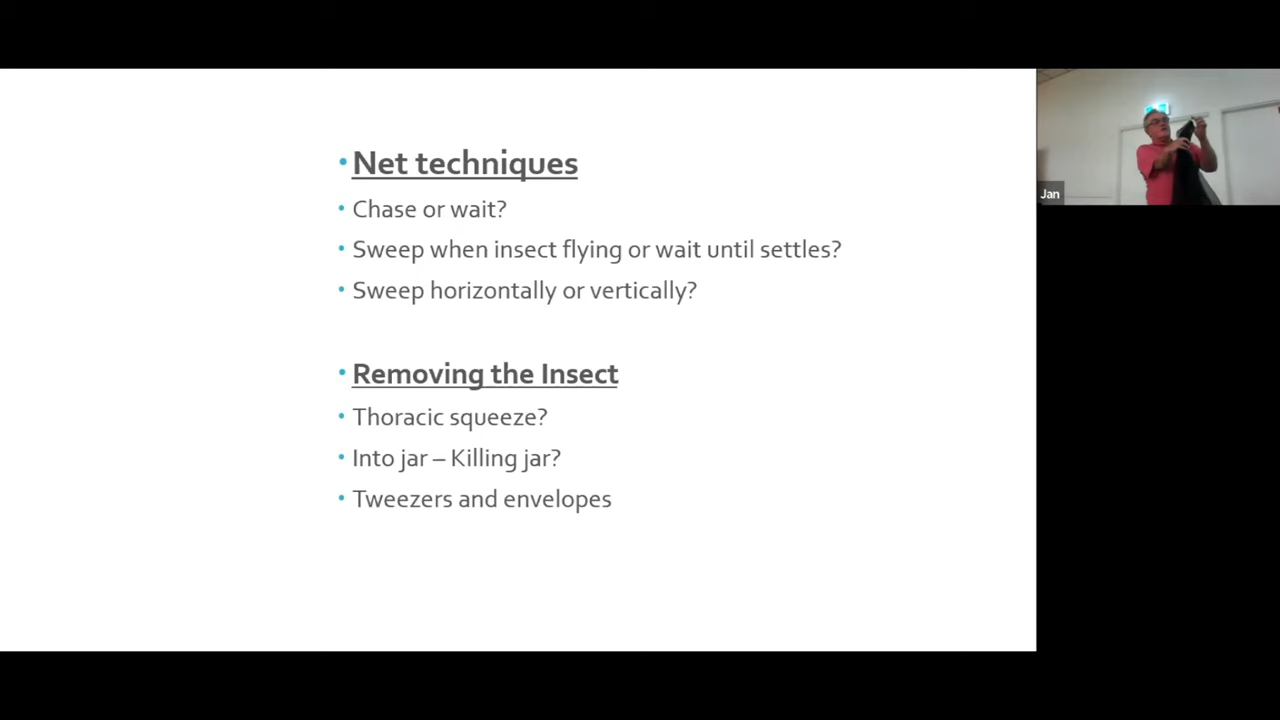 • Net techniques
• Chase or wait?
• Sweep when insect flying or wait until settles?
• Sweep horizontally or vertically?
• Removing the Insect
• Thoracic squeeze?
• Into jar – Killing jar?
• Tweezers and envelopes
Jan